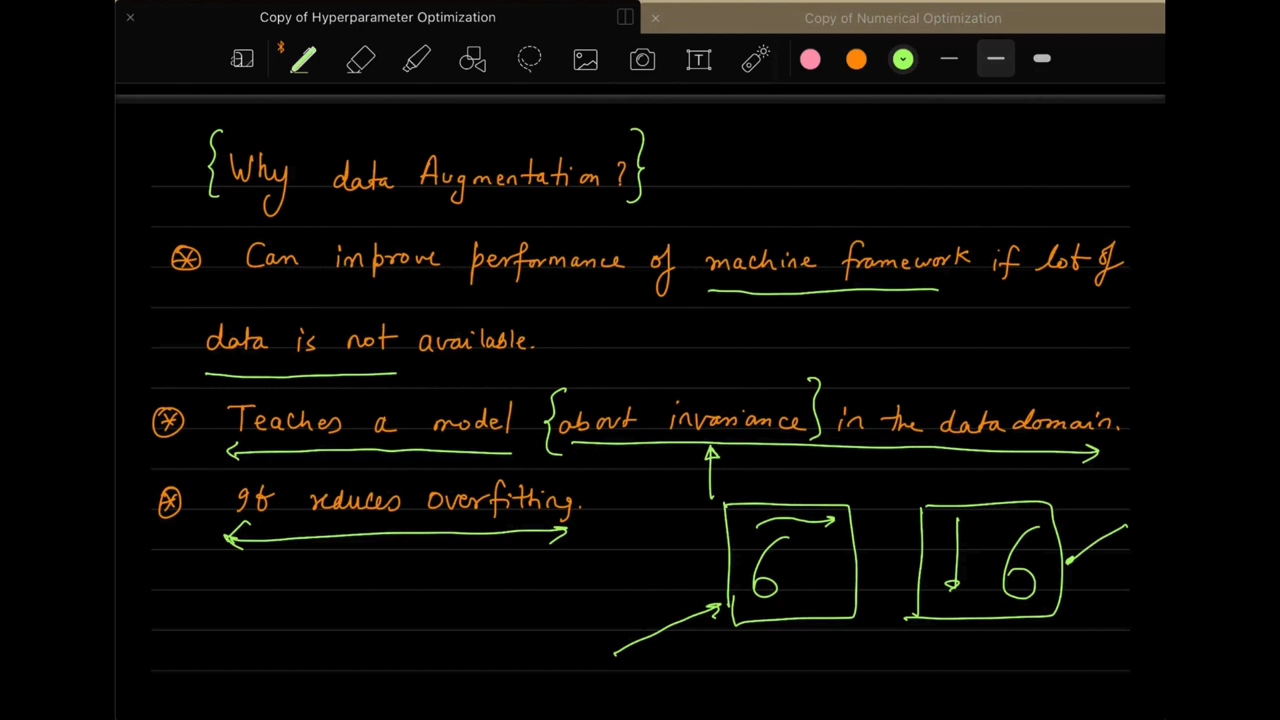 Copy of Hyperparameter Optimization
Copy of Numerical Optimization
T
{Why data Augmentation?}
Can improve performance of machine framework if lot of
data is not available.
Teaches a model {about invariance} in the data domain.
It reduces overfitting.
6
6